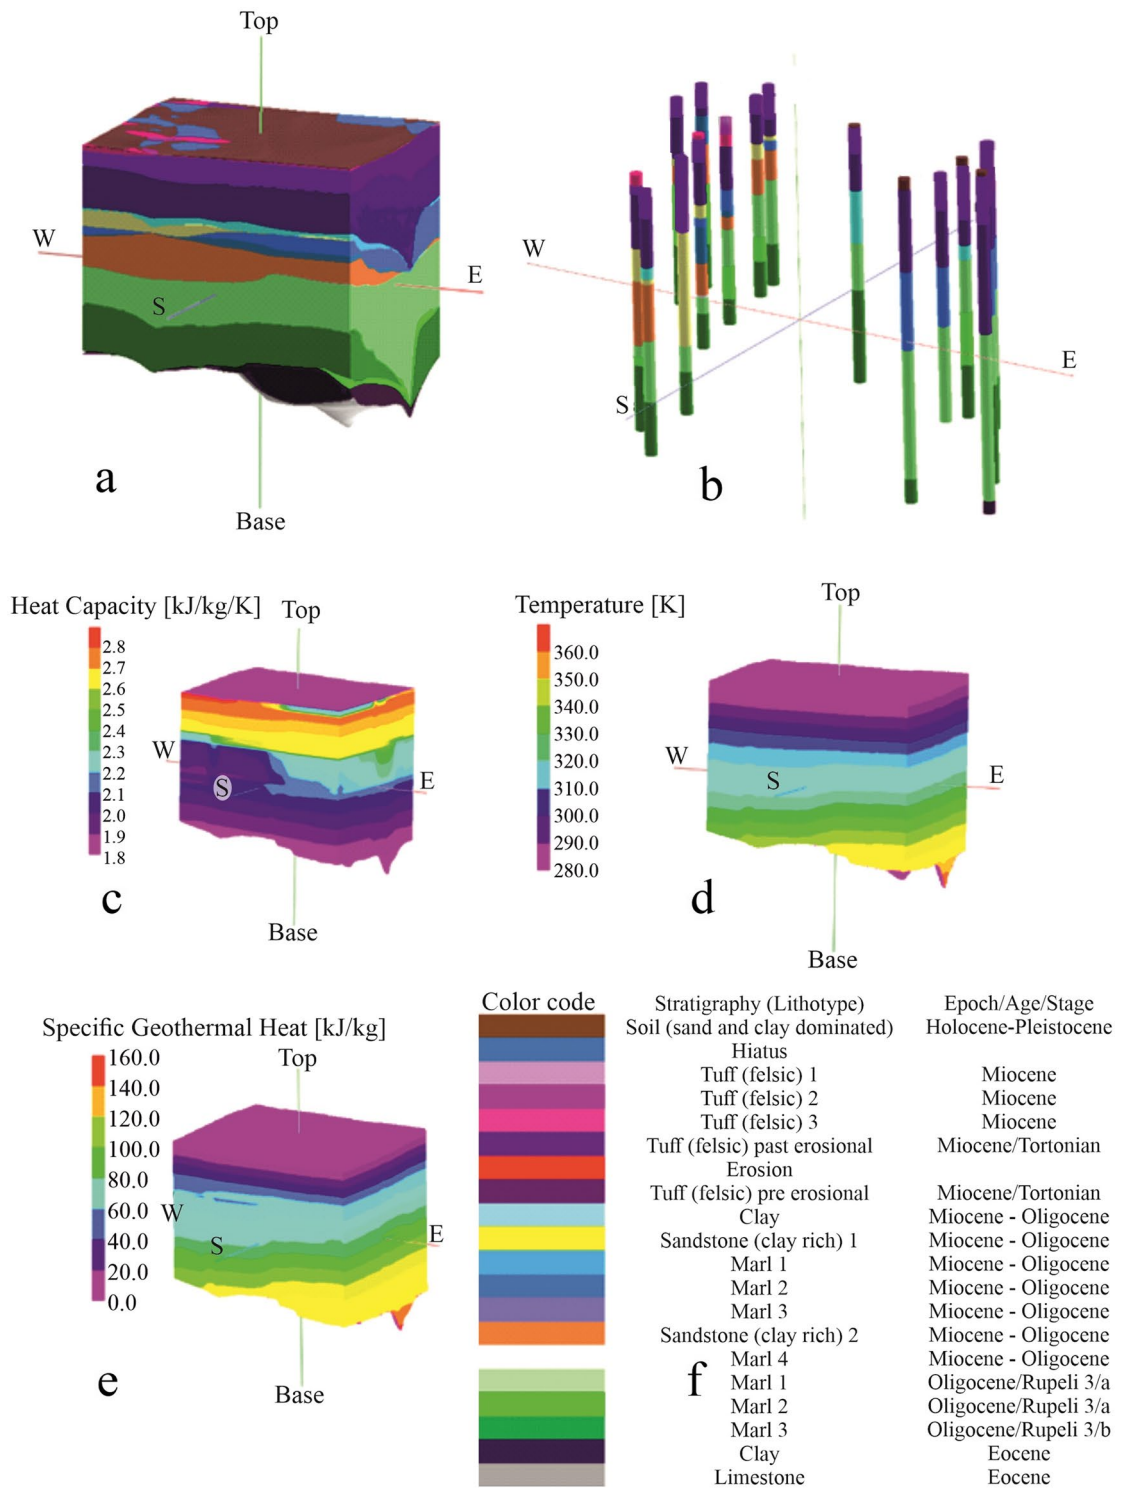 Top
W
E
S
Base
a
W
E
S
b
Heat Capacity [kJ/kg/K]
Top
2.8
2.7
2.6
2.5
2.4
2.3
2.2
2.1
2.0
1.9
1.8
W
S
E
Base
c
Temperature [K]
Top
360.0
350.0
340.0
330.0
320.0
310.0
300.0
290.0
280.0
W
S
E
Base
d
Specific Geothermal Heat [kJ/kg]
Top
160.0
140.0
120.0
100.0
80.0
60.0
40.0
20.0
0.0
W
S
E
Base
e
Color code Stratigraphy (Lithotype) Epoch/Age/Stage
Soil (sand and clay dominated) Holocene-Pleistocene
Hiatus
Tuff (felsic) 1 Miocene
Tuff (felsic) 2 Miocene
Tuff (felsic) 3 Miocene
Tuff (felsic) past erosional Miocene/Tortonian
Erosion
Tuff (felsic) pre erosional Miocene/Tortonian
Clay Miocene - Oligocene
Sandstone (clay rich) 1 Miocene - Oligocene
Marl 1 Miocene - Oligocene
Marl 2 Miocene - Oligocene
Marl 3 Miocene - Oligocene
Sandstone (clay rich) 2 Miocene - Oligocene
Marl 4 Miocene - Oligocene
Marl 1 Oligocene/Rupeli 3/a
Marl 2 Oligocene/Rupeli 3/a
Marl 3 Oligocene/Rupeli 3/b
Clay Eocene
Limestone Eocene
f